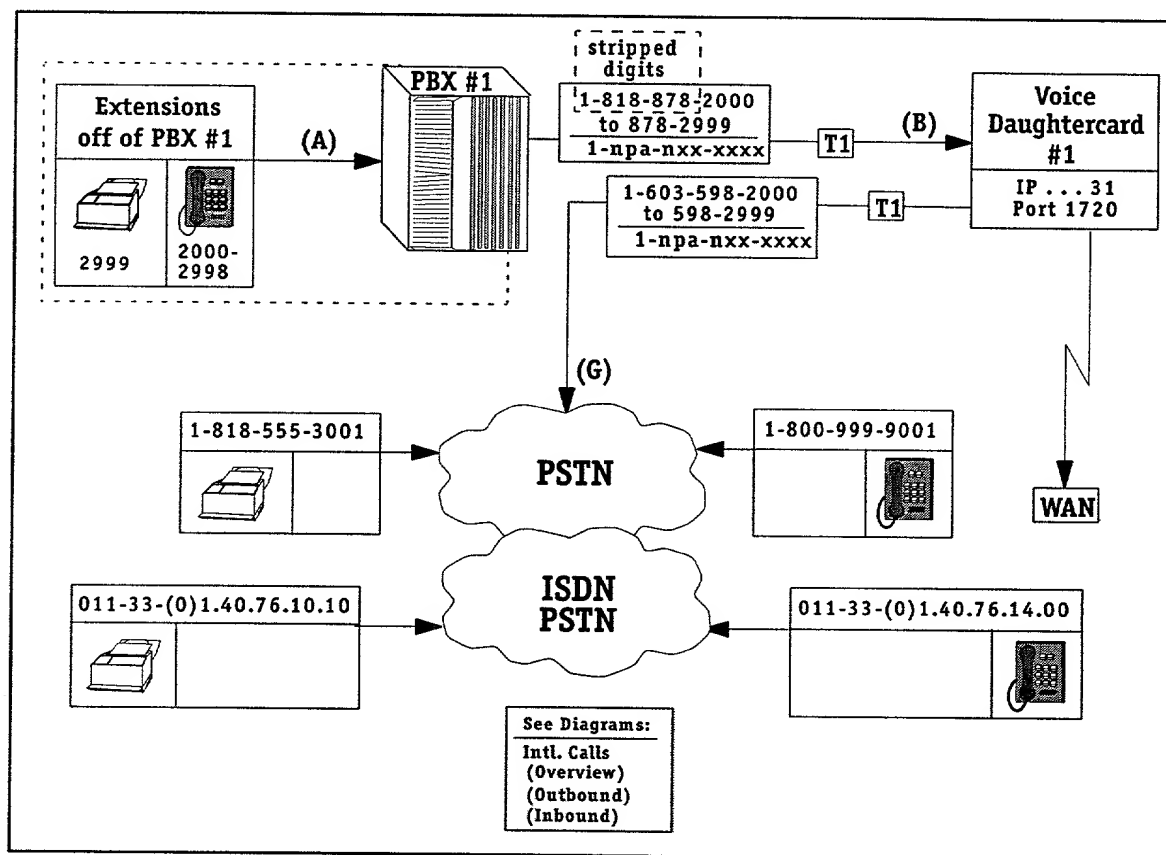 Extensions
off of PBX #1
2999
2000-
2998
(A)
PBX #1
stripped
digits
1-818-878-2000
to 878-2999
1-npa-nxx-xxxx
T1
(B)
Voice
Daughtercard
#1
IP . . . 31
Port 1720
1-603-598-2000
to 598-2999
1-npa-nxx-xxxx
T1
(G)
1-818-555-3001
PSTN
1-800-999-9001
WAN
011-33-(0)1.40.76.10.10
ISDN
PSTN
011-33-(0)1.40.76.14.00
See Diagrams:
Intl. Calls
(Overview)
(Outbound)
(Inbound)